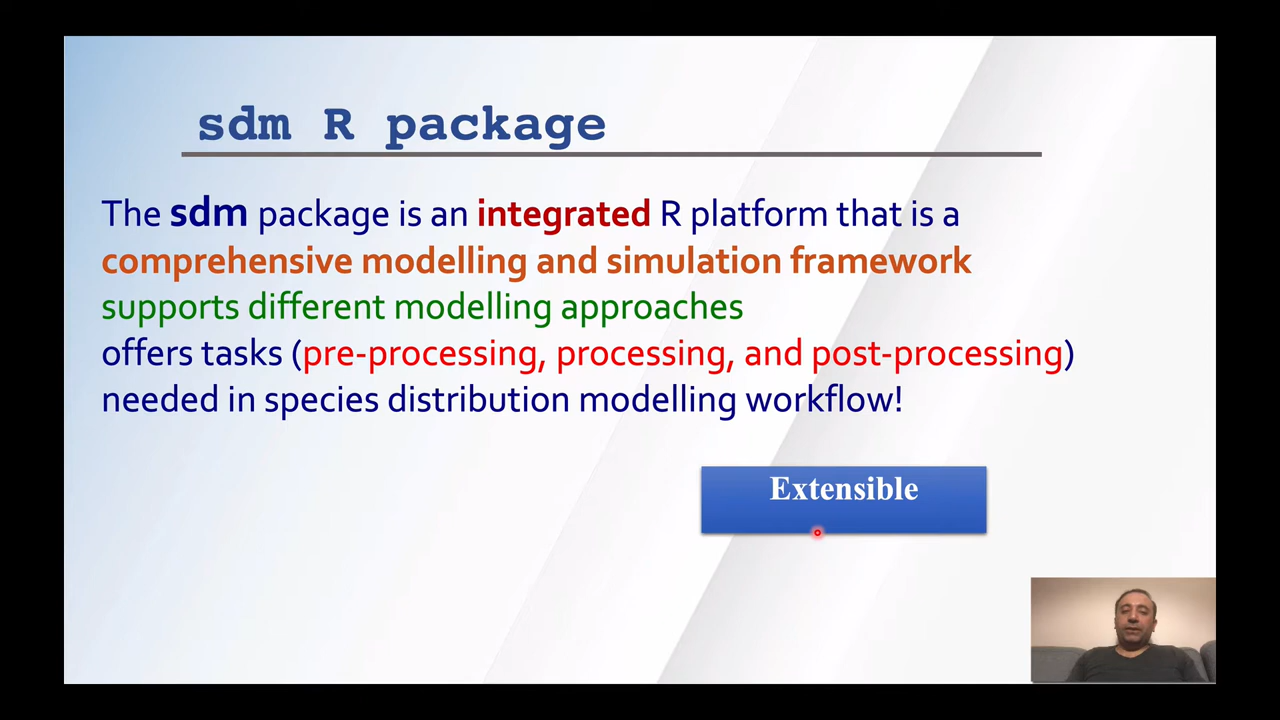 sdm R package
The sdm package is an integrated R platform that is a
comprehensive modelling and simulation framework
supports different modelling approaches
offers tasks (pre-processing, processing, and post-processing)
needed in species distribution modelling workflow!
Extensible